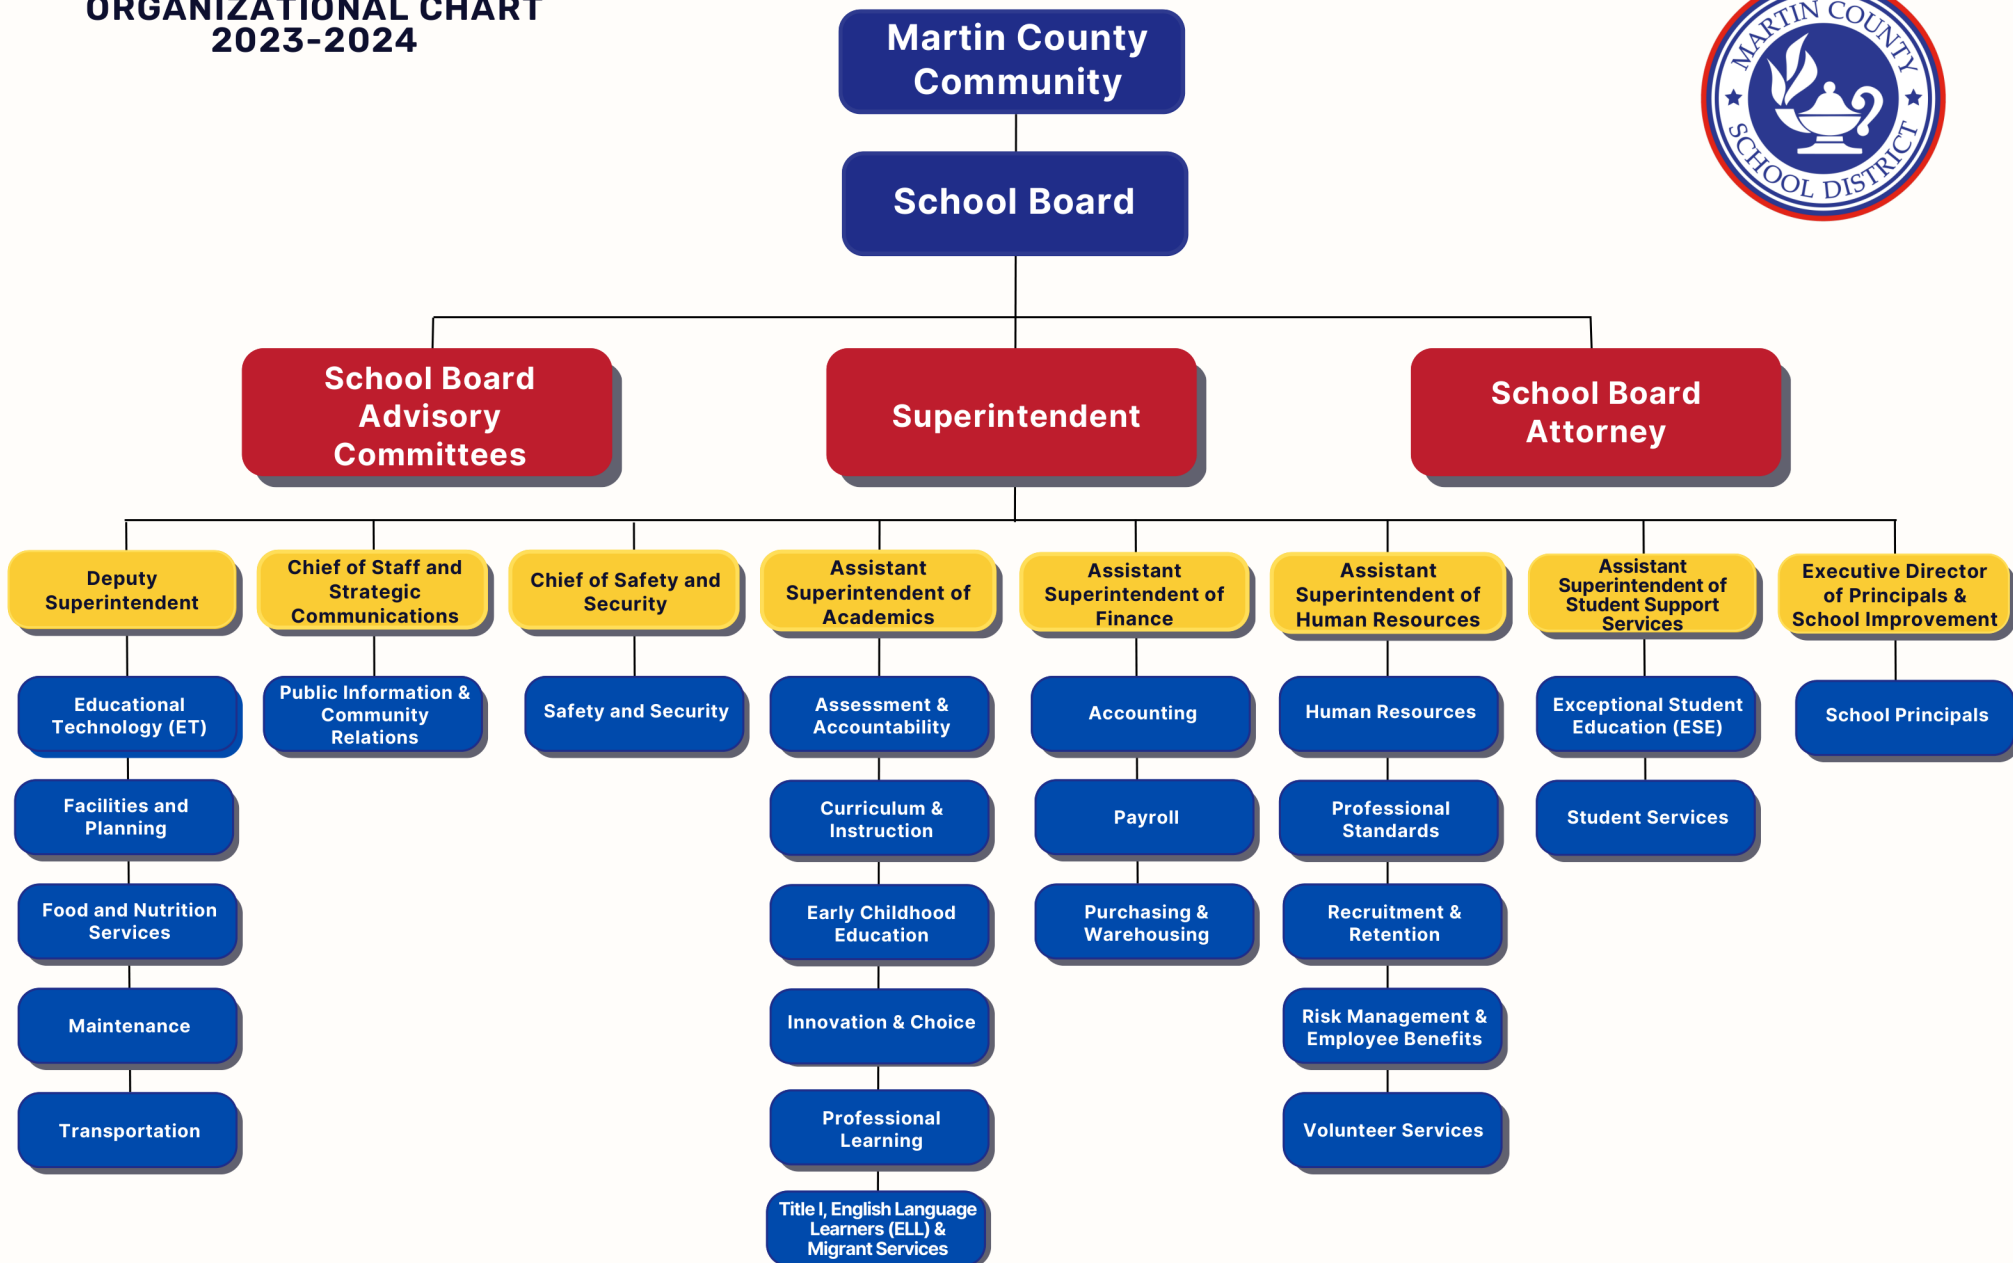 ORGANIZATIONAL CHART
2023-2024
Martin County
Community
MARTIN COUNTY
SCHOOL DISTRICT
School Board
School Board
Advisory
Committees
Superintendent
School Board
Attorney
Deputy
Superintendent
Chief of Staff and
Strategic
Communications
Chief of Safety and
Security
Assistant
Superintendent of
Academics
Assistant
Superintendent of
Finance
Assistant
Superintendent of
Human Resources
Assistant
Superintendent of
Student Support
Services
Executive Director
of Principals &
School Improvement
Educational
Technology (ET)
Facilities and
Planning
Food and Nutrition
Services
Maintenance
Transportation
Public Information &
Community
Relations
Safety and Security
Assessment &
Accountability
Curriculum &
Instruction
Early Childhood
Education
Innovation & Choice
Professional
Learning
Title I, English Language
Learners (ELL) &
Migrant Services
Accounting
Payroll
Purchasing &
Warehousing
Human Resources
Professional
Standards
Recruitment &
Retention
Risk Management &
Employee Benefits
Volunteer Services
Exceptional Student
Education (ESE)
Student Services
School Principals